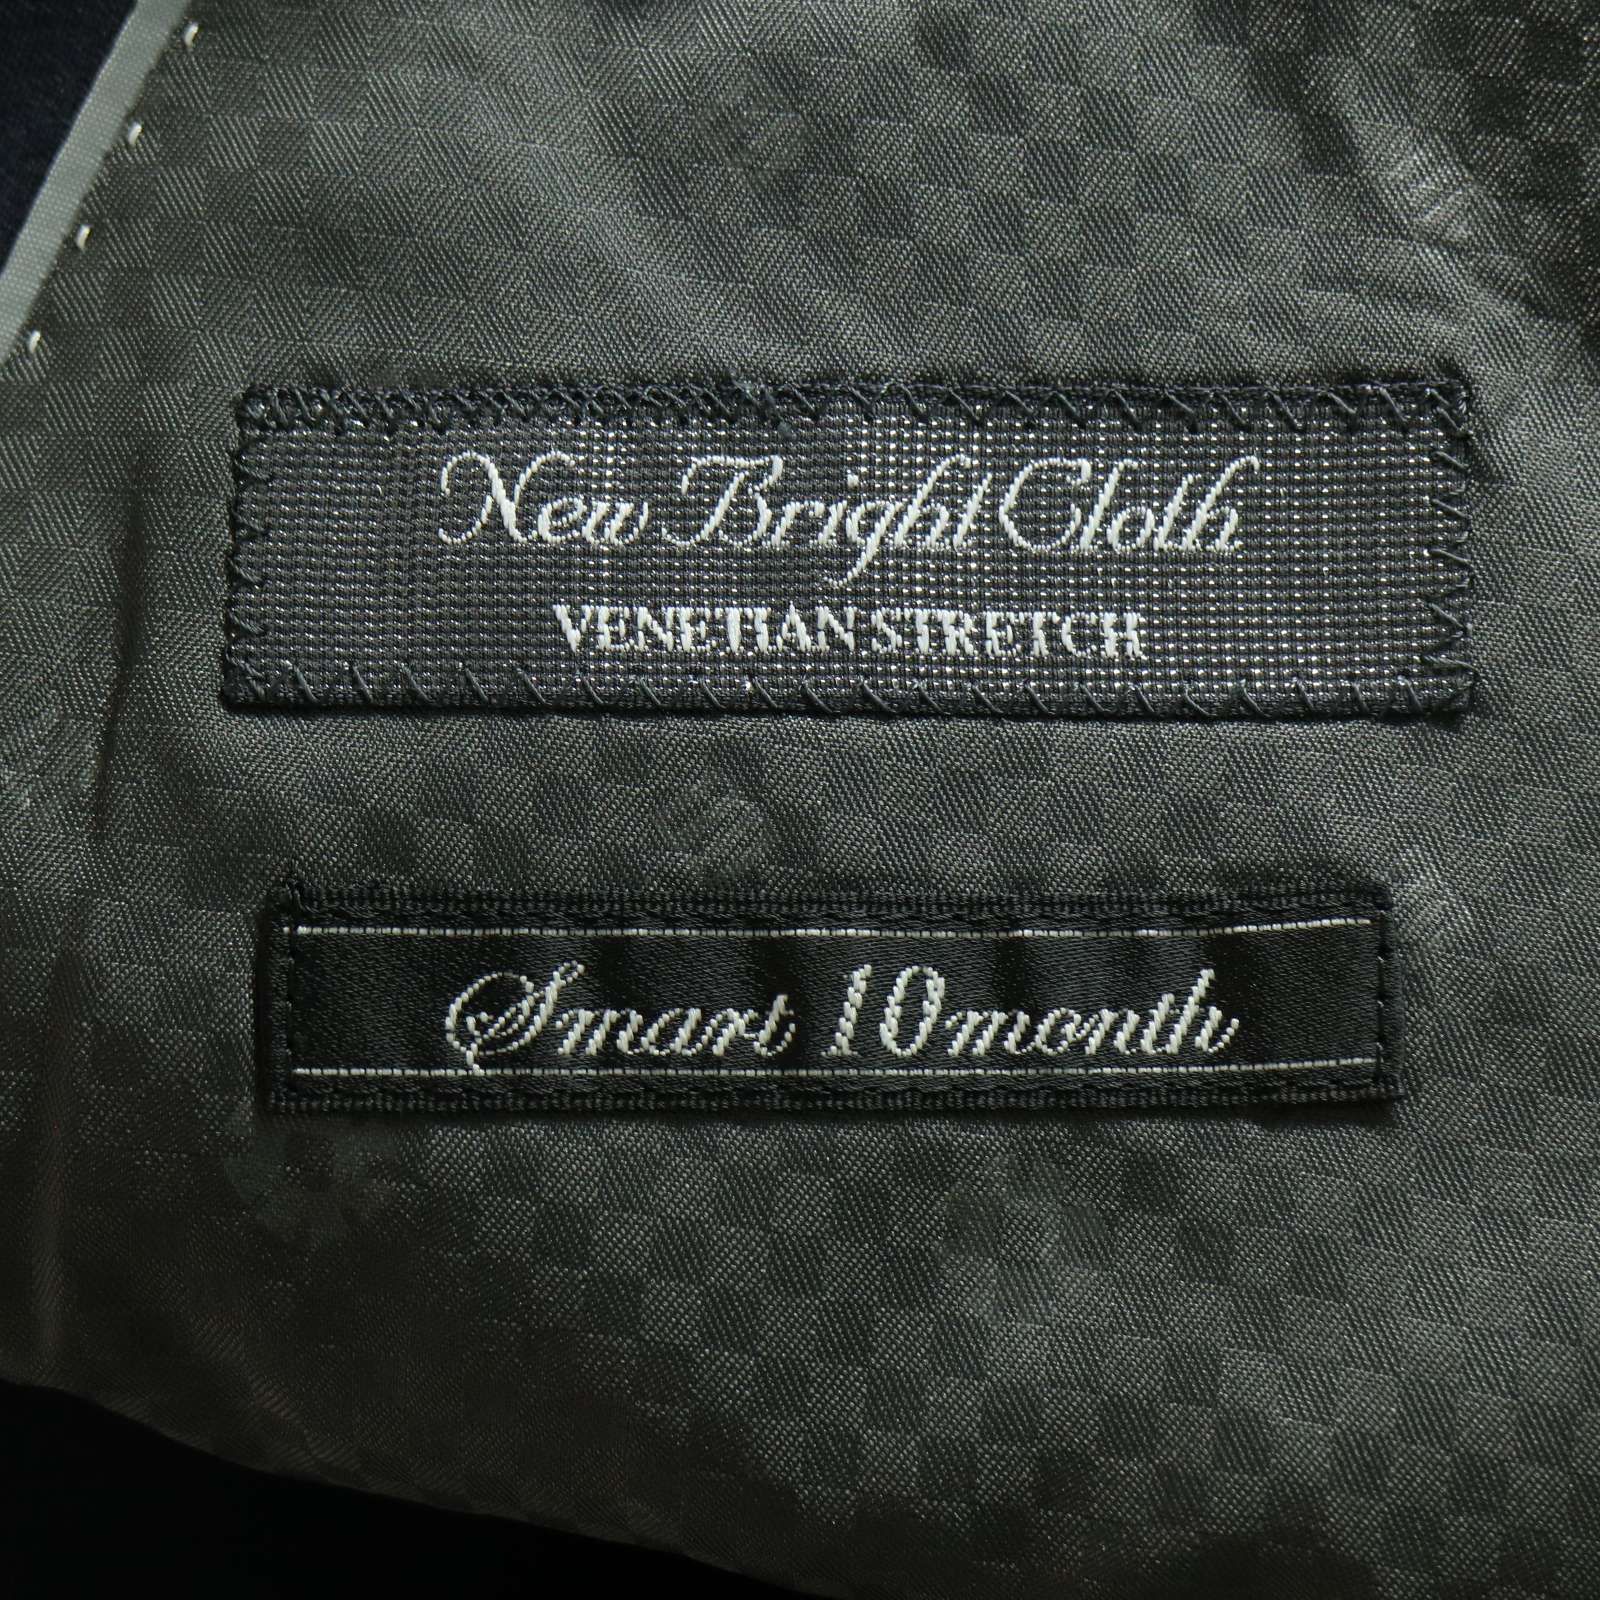 New Bright Cloth
VENETIAN STRETCH
Smart 10month